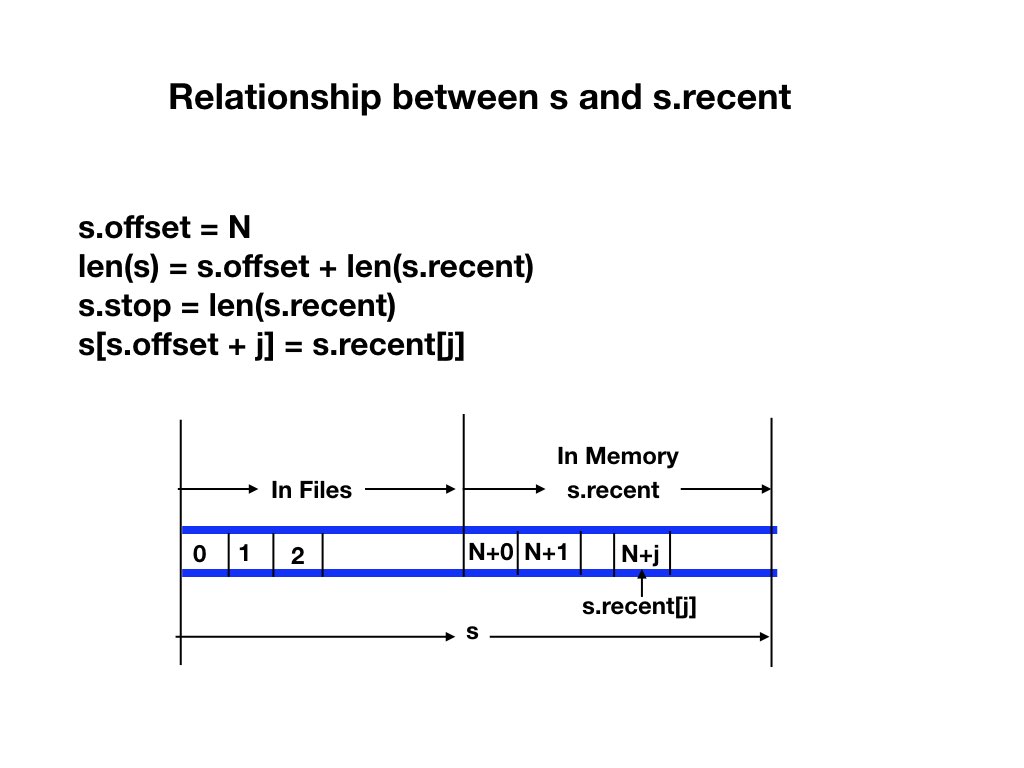 Relationship between s and s.recent
s.offset = N
len(s) = s.offset + len(s.recent)
s.stop = len(s.recent)
s[s.offset + j] = s.recent[j]
In Memory
In Files
s.recent
0
1
2
N+0
N+1
N+j
s.recent[j]
s